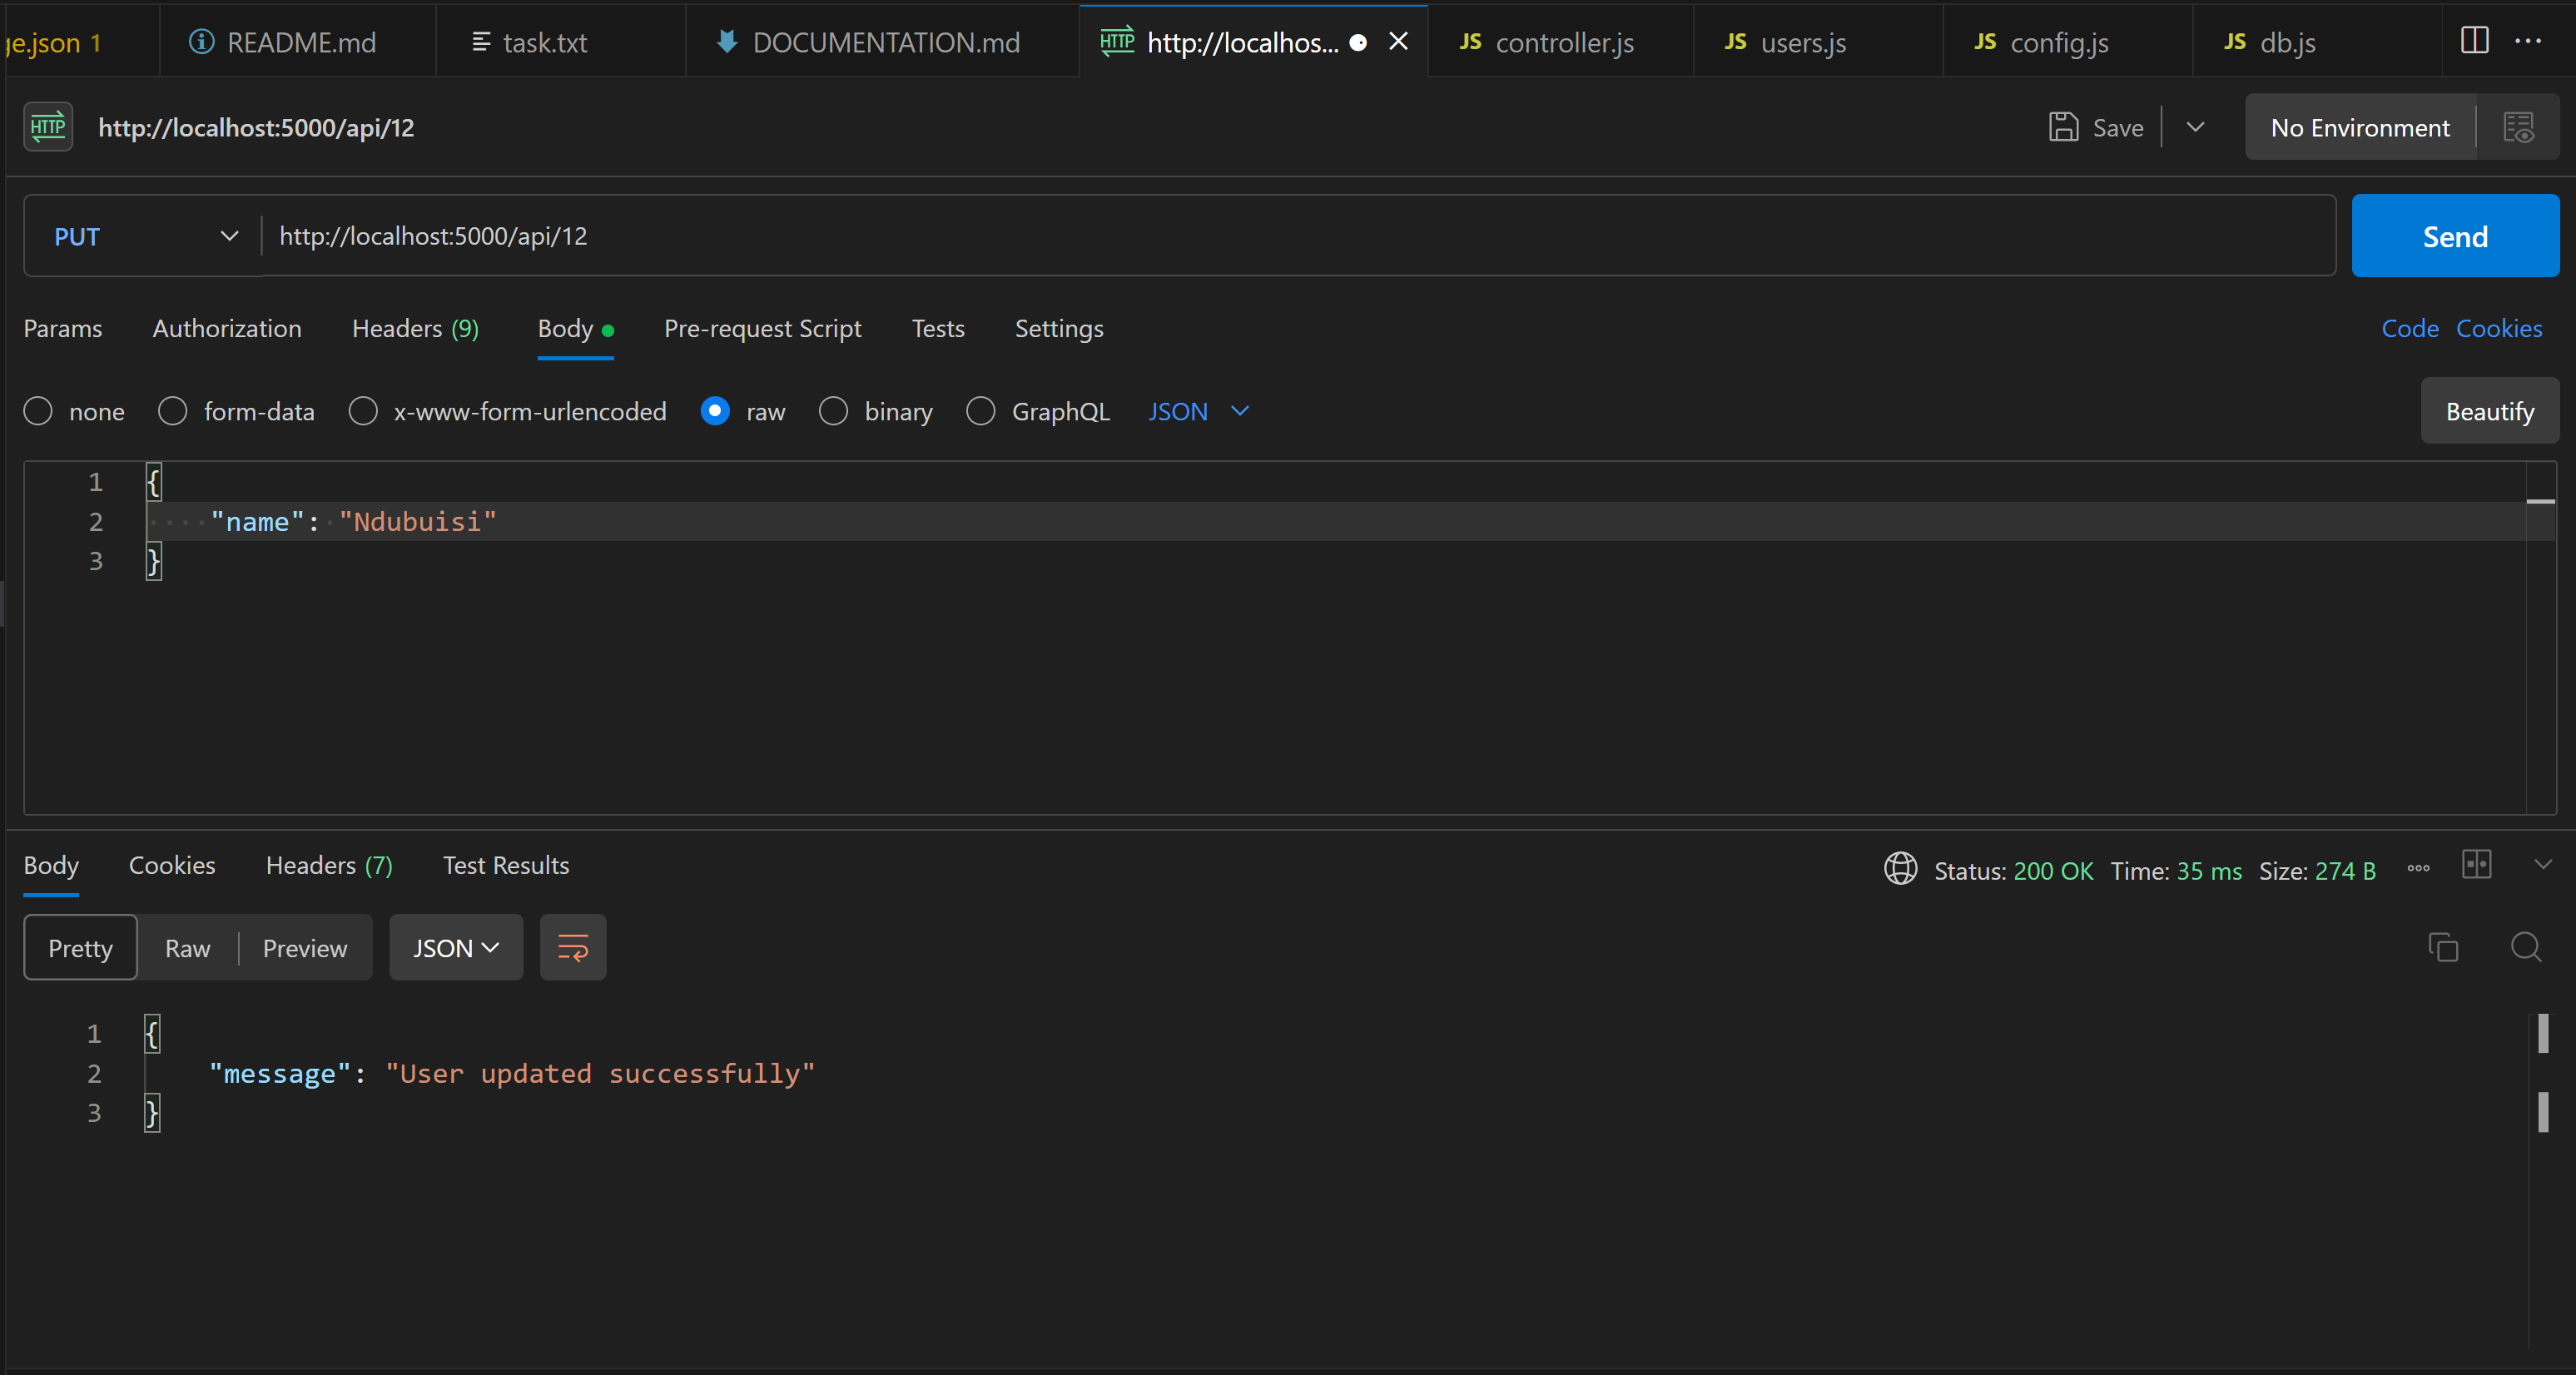 ge.json 1 README.md task.txt DOCUMENTATION.md HTTP http://localhos... JS controller.js JS users.js JS config.js JS db.js
HTTP http://localhost:5000/api/12 Save No Environment
PUT http://localhost:5000/api/12 Send
Params Authorization Headers (9) Body Pre-request Script Tests Settings Code Cookies
none form-data x-www-form-urlencoded raw binary GraphQL JSON Beautify
1 {
2 "name": "Ndubuisi"
3 }
Body Cookies Headers (7) Test Results Status: 200 OK Time: 35 ms Size: 274 B
Pretty Raw Preview JSON
1 {
2 "message": "User updated successfully"
3 }